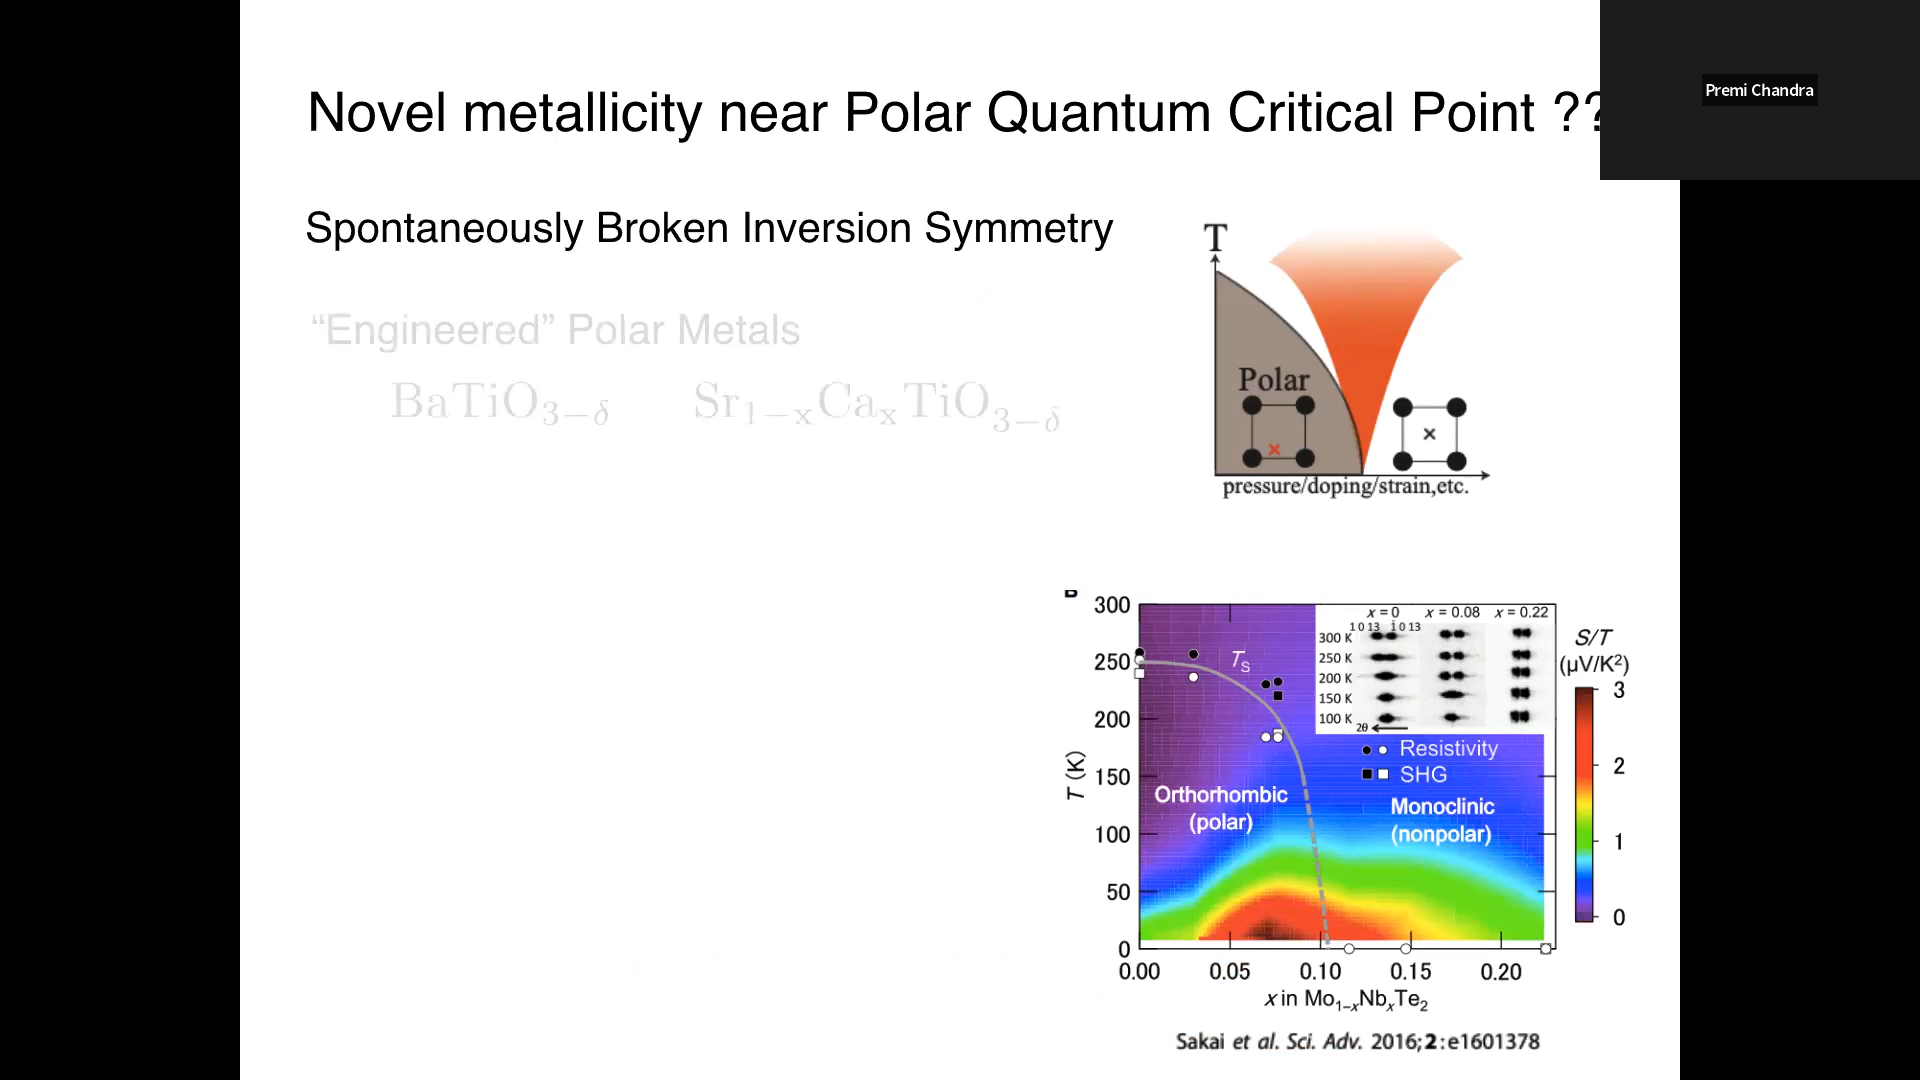 Premi Chandra
Novel metallicity near Polar Quantum Critical Point ??
Spontaneously Broken Inversion Symmetry
“Engineered” Polar Metals
BaTiO3−δ Sr1−xCaxTiO3−δ
T
Polar
×
×
pressure/doping/strain,etc.
B
x = 0 x = 0.08 x = 0.22
1 0 13 1̄ 0 13
300 K
250 K
200 K
150 K
100 K
2θ
TS
Resistivity
SHG
Orthorhombic
(polar)
Monoclinic
(nonpolar)
T (K)
300
250
200
150
100
50
0
0.00 0.05 0.10 0.15 0.20
x in Mo1−xNbxTe2
S/T
(μV/K2)
3
2
1
0
Sakai et al. Sci. Adv. 2016;2:e1601378